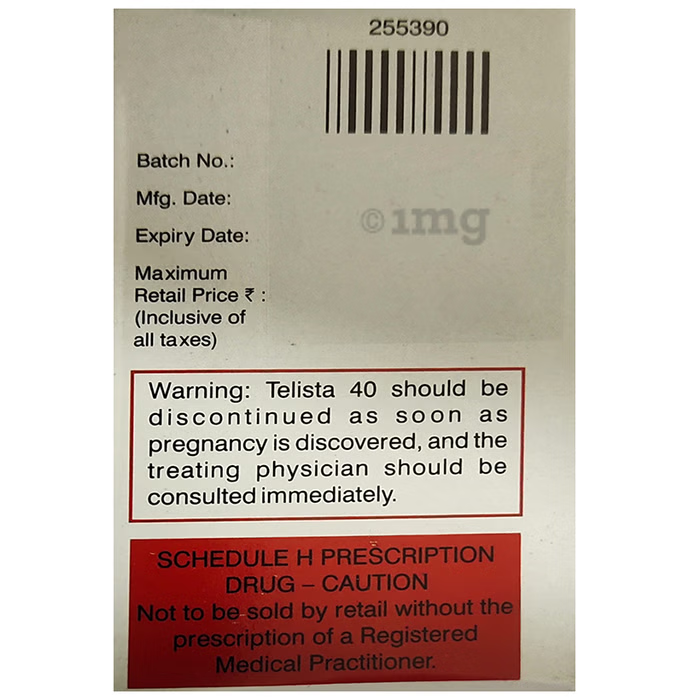 255390
Batch No.:
Mfg. Date:
©1mg
Expiry Date:
Maximum
Retail Price ₹ :
(Inclusive of
all taxes)
Warning: Telista 40 should be
discontinued as soon as
pregnancy is discovered, and the
treating physician should be
consulted immediately.
SCHEDULE H PRESCRIPTION
DRUG – CAUTION
Not to be sold by retail without the
prescription of a Registered
Medical Practitioner.